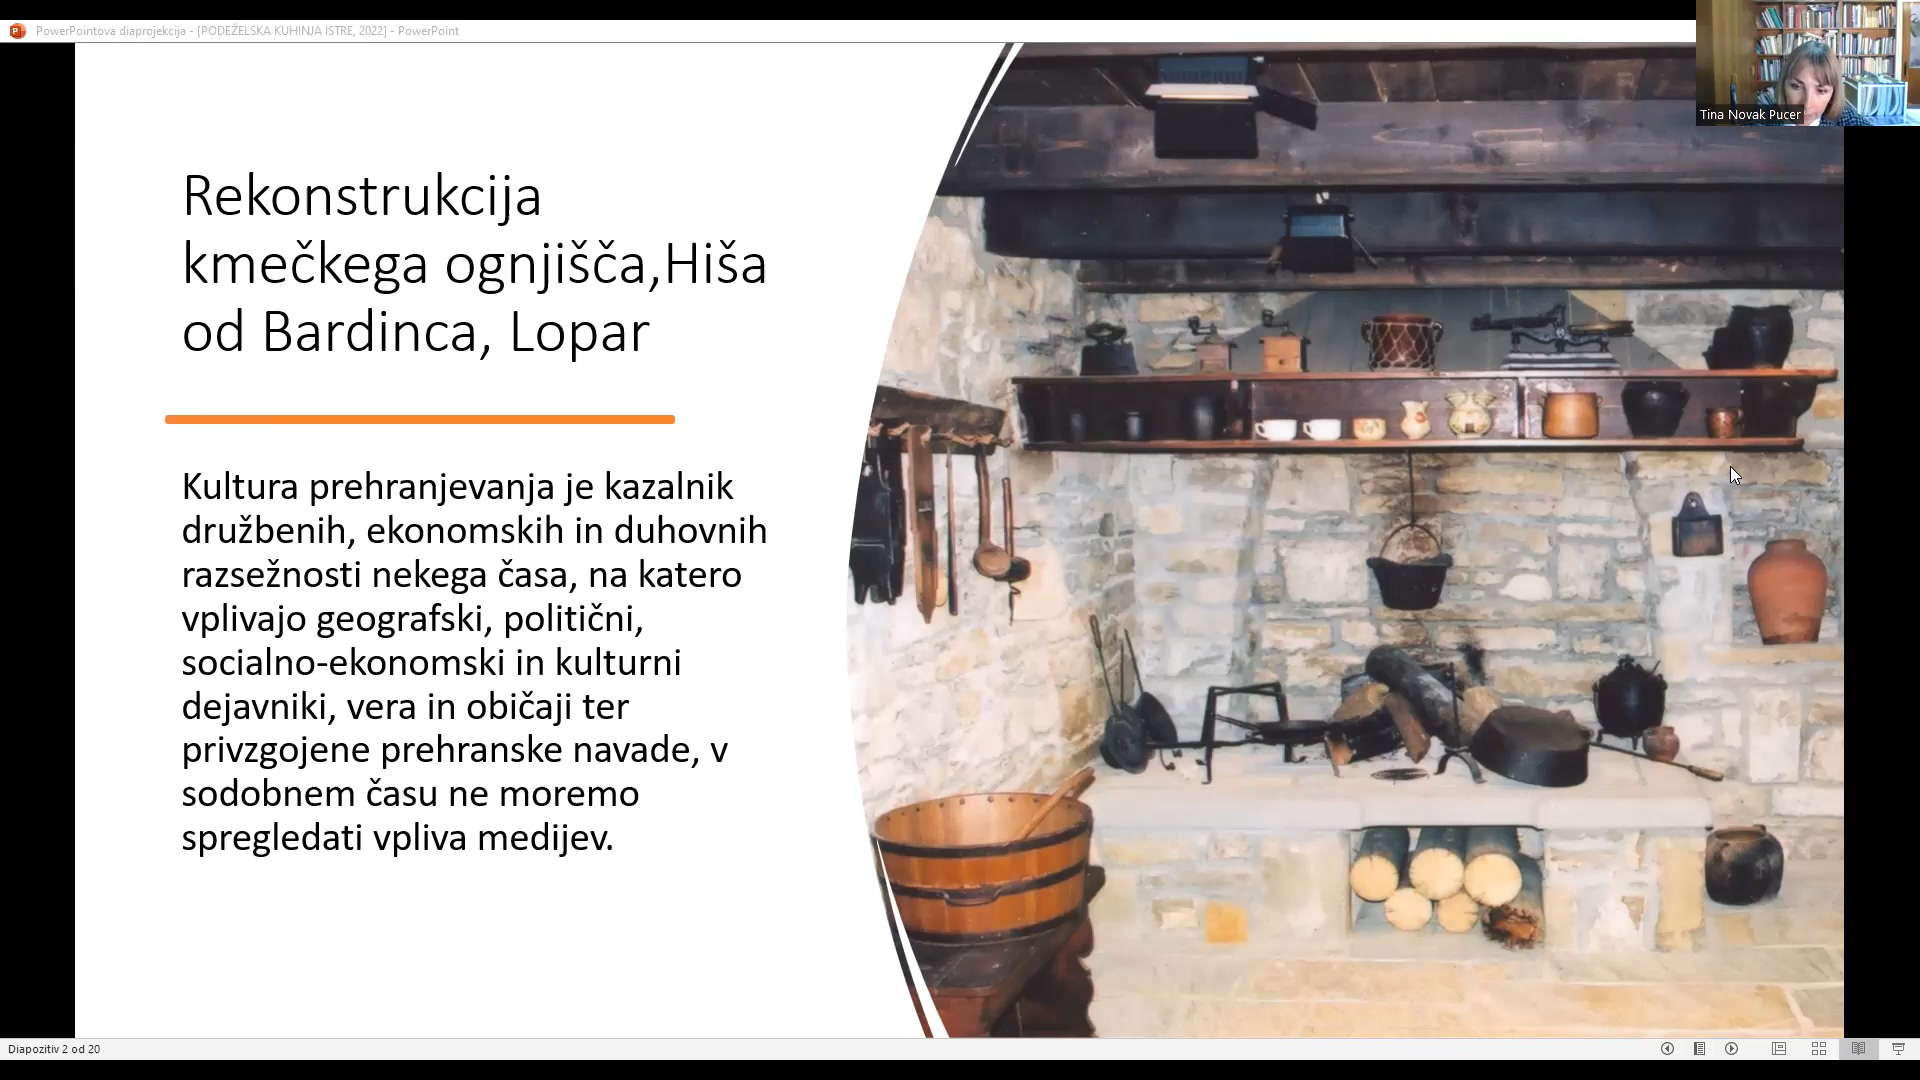 PowerPointova diaprojekcija - [PODEŽELSKA KUHINJA ISTRE, 2022] - PowerPoint
Tina Novak Pucer
Rekonstrukcija
kmečkega ognjišča,Hiša
od Bardinca, Lopar
Kultura prehranjevanja je kazalnik
družbenih, ekonomskih in duhovnih
razsežnosti nekega časa, na katero
vplivajo geografski, politični,
socialno-ekonomski in kulturni
dejavniki, vera in običaji ter
privzgojene prehranske navade, v
sodobnem času ne moremo
spregledati vpliva medijev.
Diapozitiv 2 od 20